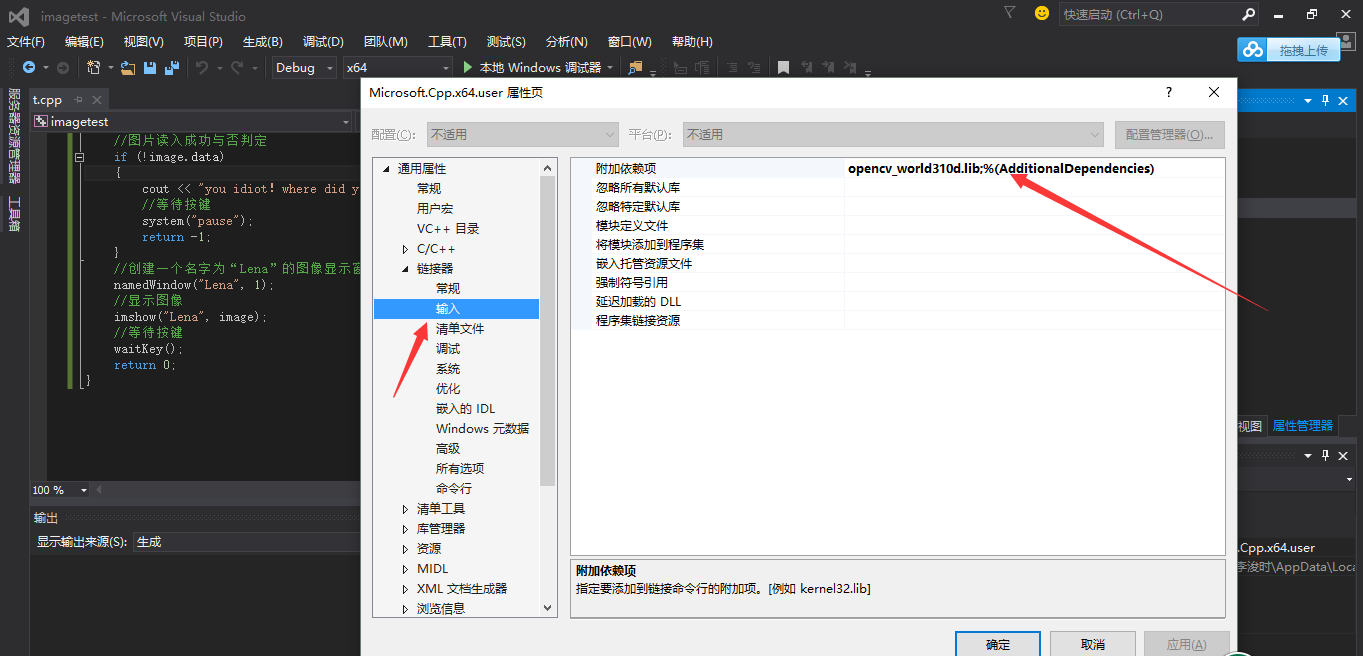 imagetest - Microsoft Visual Studio
快速启动 (Ctrl+Q)
文件(F) 编辑(E) 视图(V) 项目(P) 生成(B) 调试(D) 团队(M) 工具(T) 测试(S) 分析(N) 窗口(W) 帮助(H)
拖拽上传
Debug x64 本地 Windows 调试器
服务器资源管理器
工具箱
t.cpp
imagetest
//图片读入成功与否判定
if (!image.data)
{
cout << "you idiot! where did y
//等待按键
system("pause");
return -1;
}
//创建一个名字为“Lena”的图像显示窗
namedWindow("Lena", 1);
//显示图像
imshow("Lena", image);
//等待按键
waitKey();
return 0;
}
100 %
输出
显示输出来源(S): 生成
Microsoft.Cpp.x64.user 属性页
?
配置(C): 不适用 平台(P): 不适用 配置管理器(O)...
通用属性
常规
用户宏
VC++ 目录
C/C++
链接器
常规
输入
清单文件
调试
系统
优化
嵌入的 IDL
Windows 元数据
高级
所有选项
命令行
清单工具
库管理器
资源
MIDL
XML 文档生成器
浏览信息
附加依赖项 opencv_world310d.lib;%(AdditionalDependencies)
忽略所有默认库
忽略特定默认库
模块定义文件
将模块添加到程序集
嵌入托管资源文件
强制符号引用
延迟加载的 DLL
程序集链接资源
附加依赖项
指定要添加到链接命令行的附加项。[例如 kernel32.lib]
确定 取消 应用(A)
视图 属性管理器
.Cpp.x64.user
李浚时\AppData\Loca